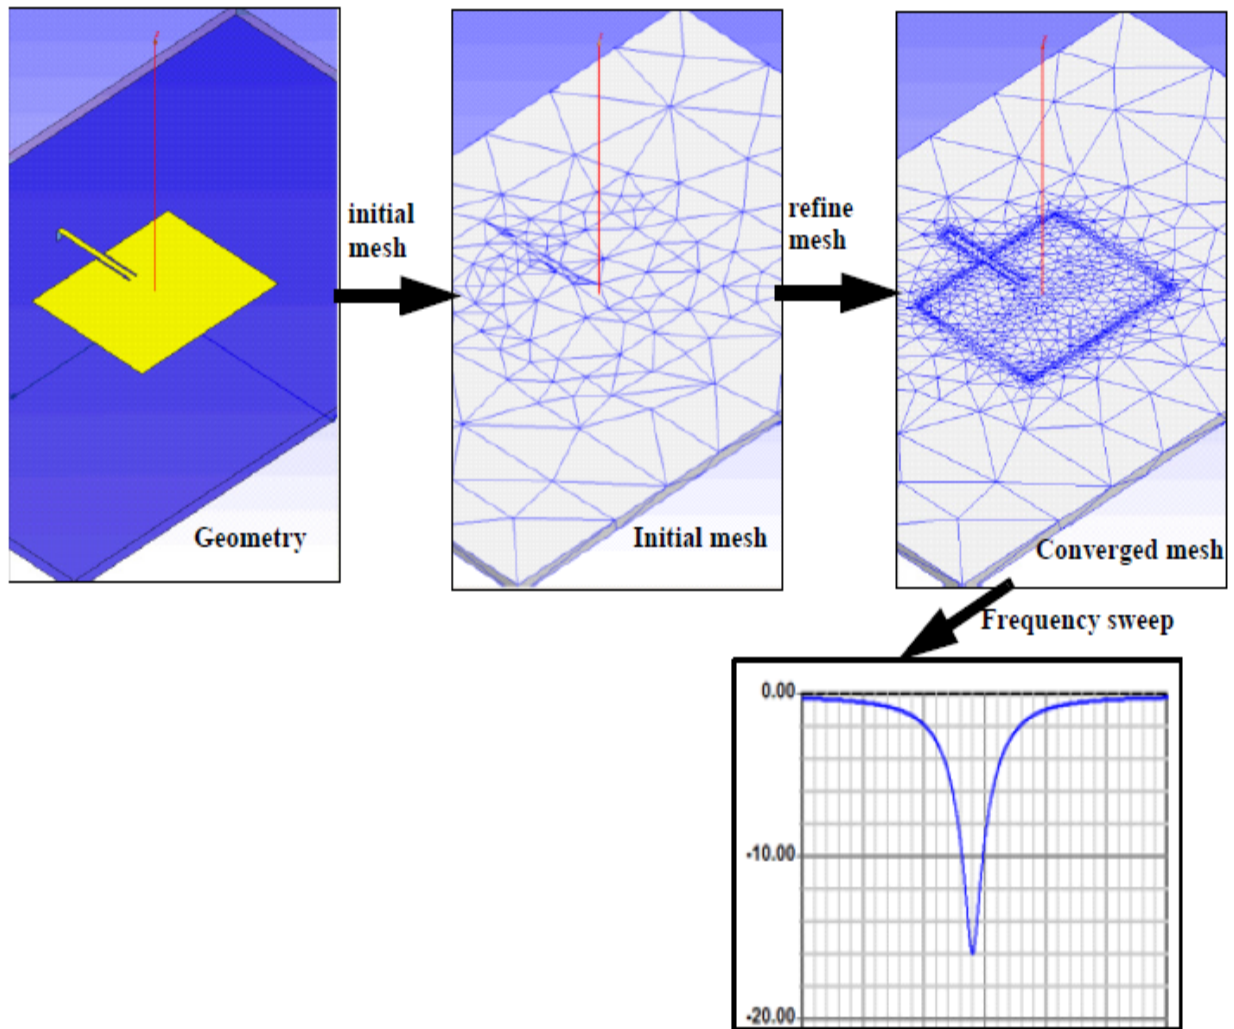 initial
mesh
refine
mesh
Geometry
Initial mesh
Converged mesh
Frequency sweep
0.00
-10.00
-20.00